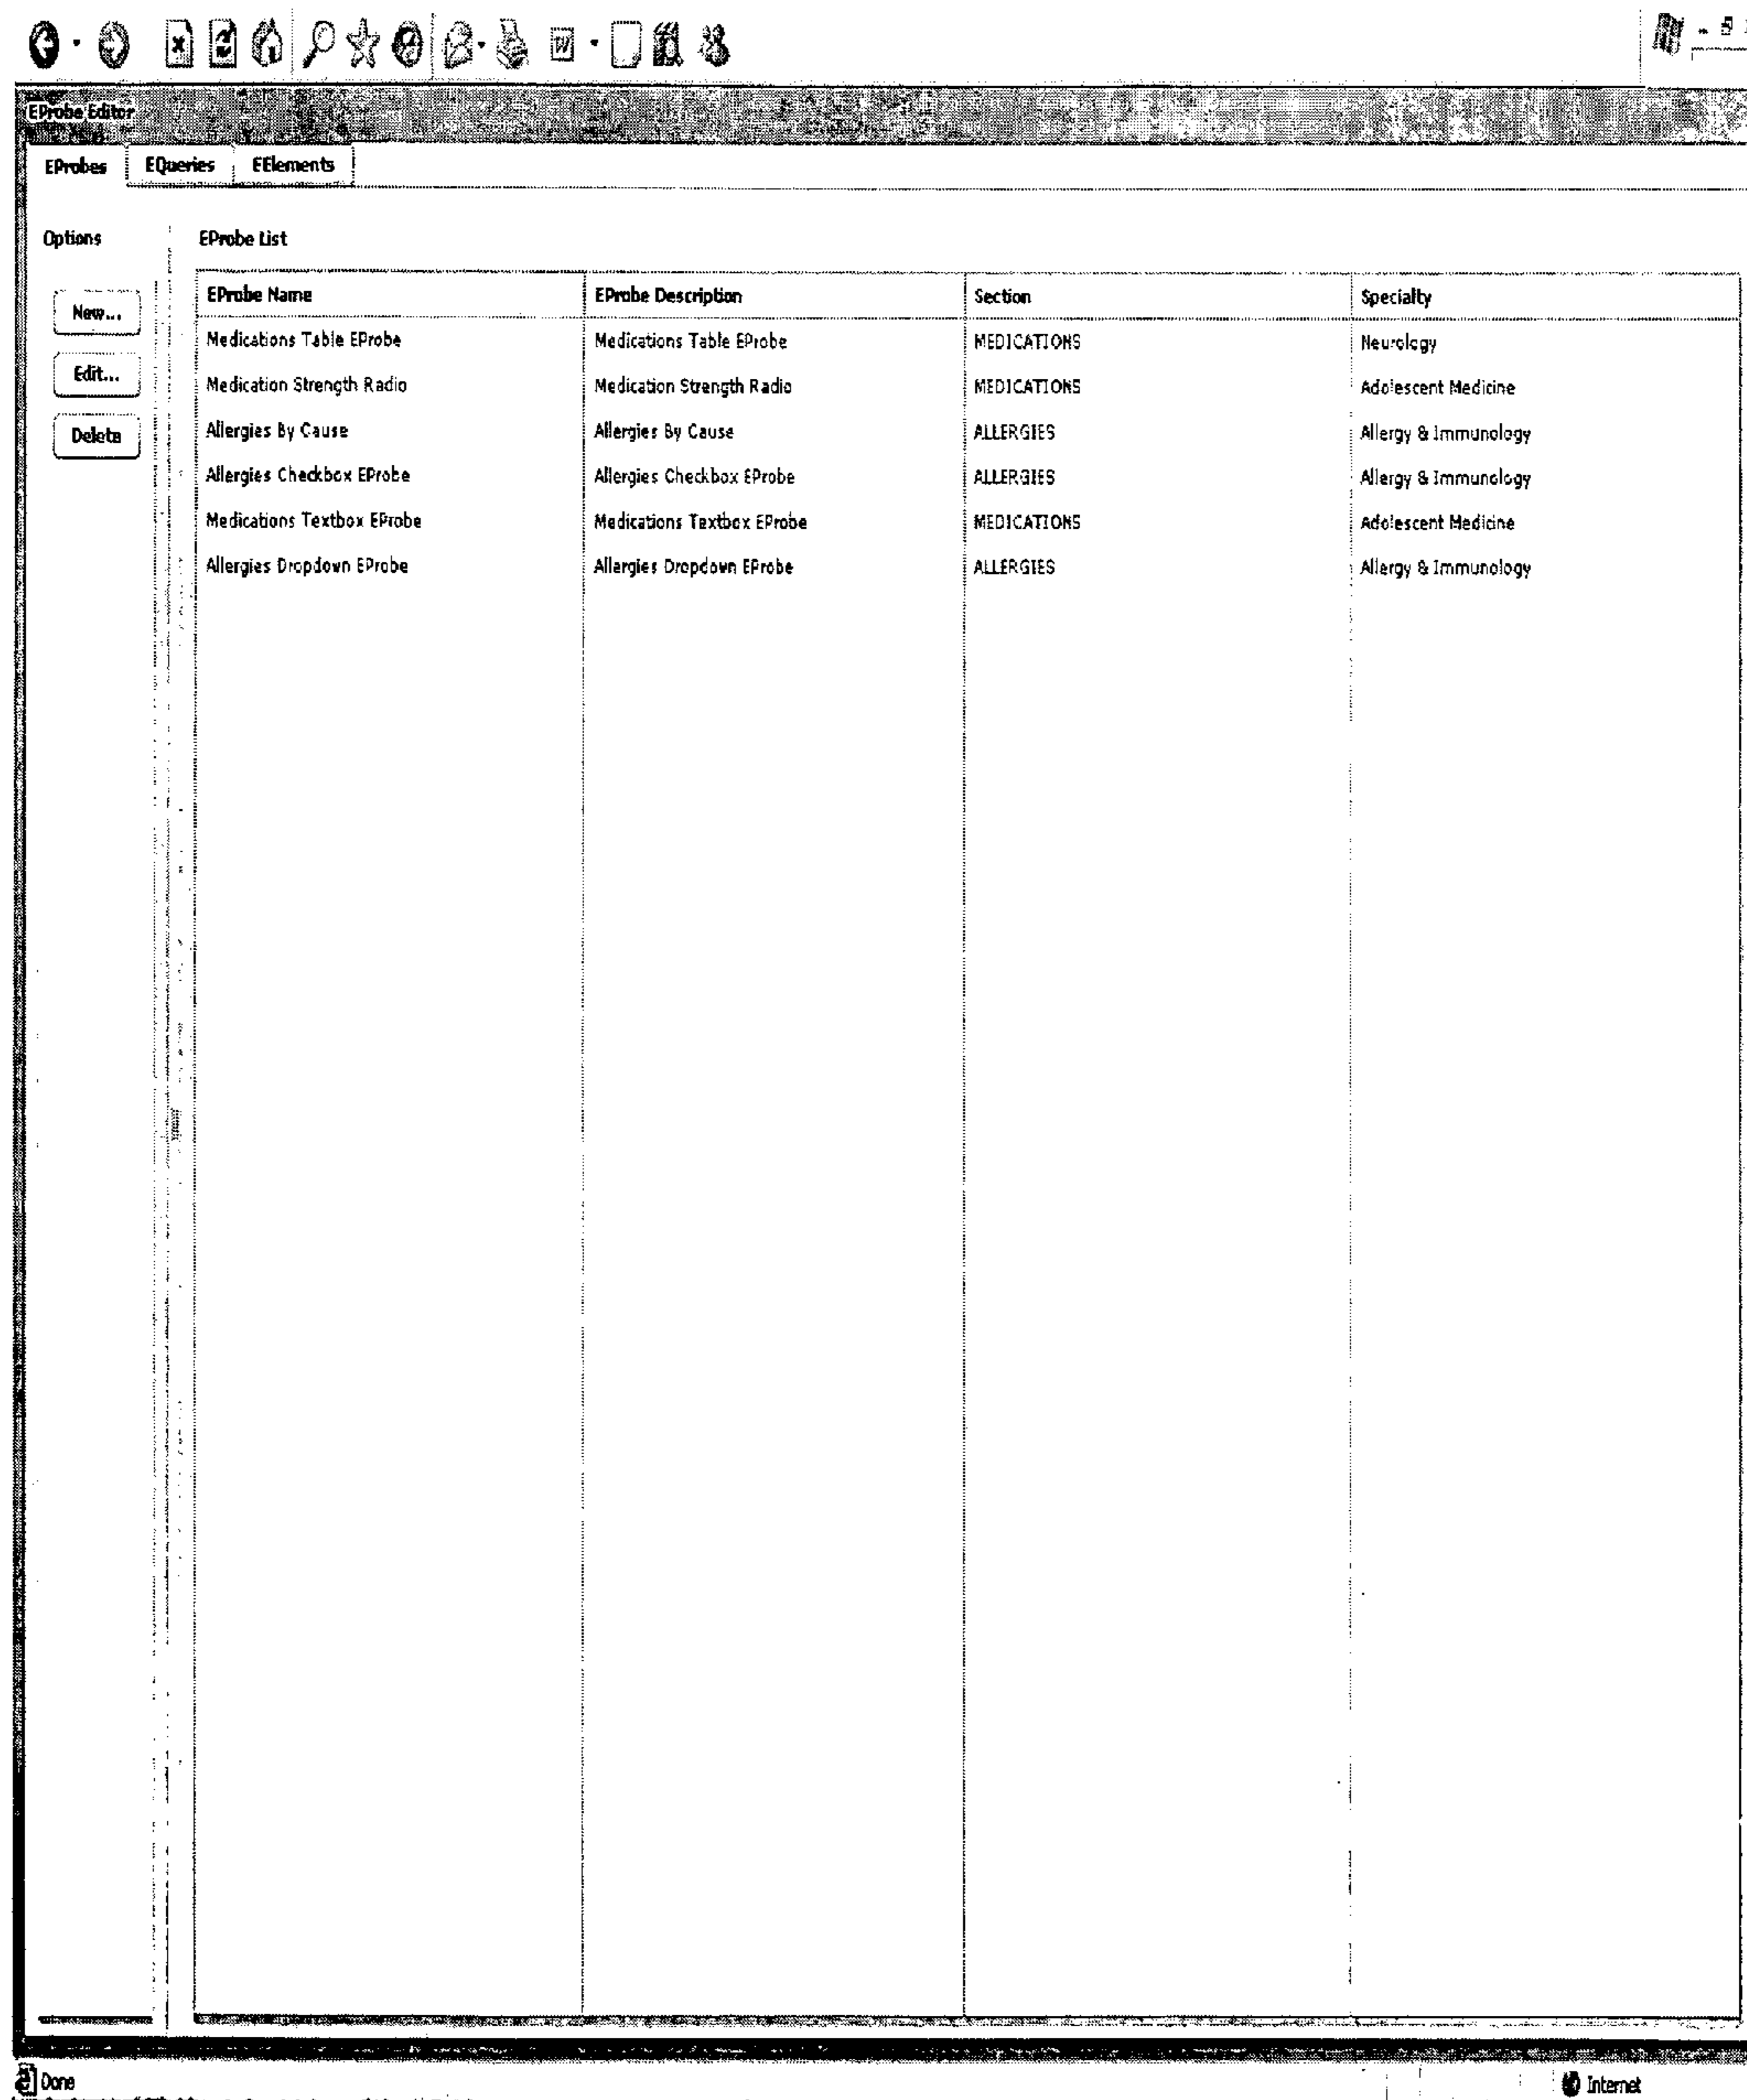 EProbe Editor
EProbes EQueries EElements
Options EProbe List
New...
Edit...
Delete
EProbe Name EProbe Description Section Specialty
Medications Table EProbe Medications Table EProbe MEDICATIONS Neurology
Medication Strength Radio Medication Strength Radio MEDICATIONS Adolescent Medicine
Allergies By Cause Allergies By Cause ALLERGIES Allergy & Immunology
Allergies Checkbox EProbe Allergies Checkbox EProbe ALLERGIES Allergy & Immunology
Medications Textbox EProbe Medications Textbox EProbe MEDICATIONS Adolescent Medicine
Allergies Dropdown EProbe Allergies Dropdown EProbe ALLERGIES Allergy & Immunology
Done Internet